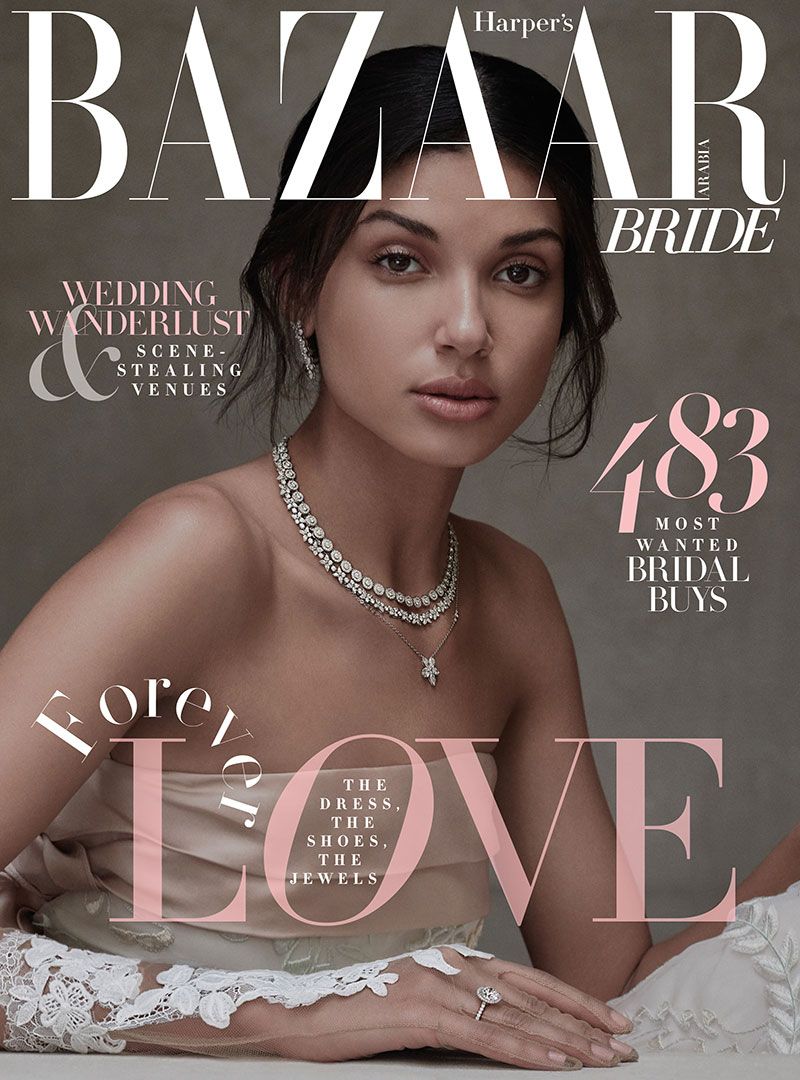 Harper's
BAZAAR
ARABIA
BRIDE
WEDDING
WANDERLUST
&
SCENE-
STEALING
VENUES
483
MOST
WANTED
BRIDAL
BUYS
Forever
LOVE
THE
DRESS,
THE
SHOES,
THE
JEWELS